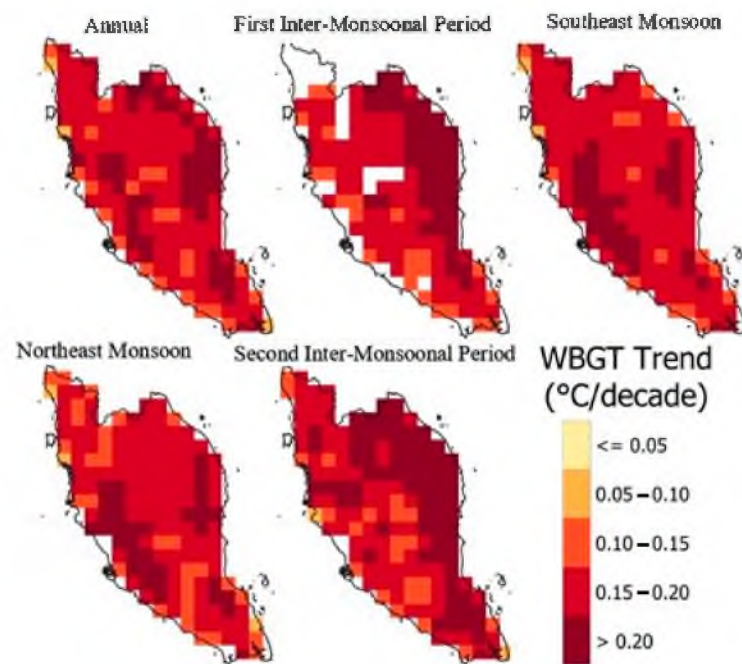 Annual
First Inter-Monsoonal Period
Southeast Monsoon
Northeast Monsoon
Second Inter-Monsoonal Period
WBGT Trend
(°C/decade)
<= 0.05
0.05–0.10
0.10–0.15
0.15–0.20
> 0.20